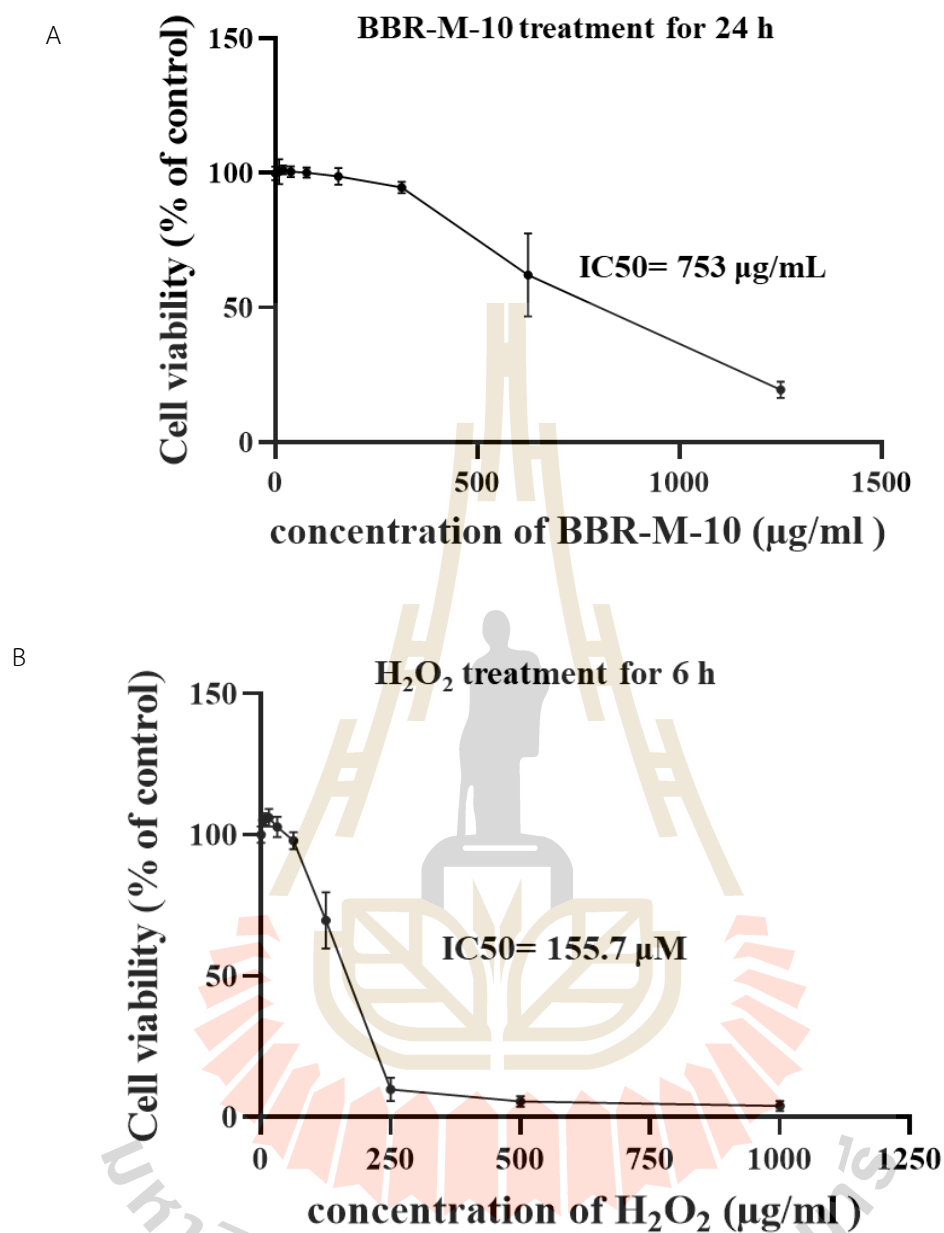 A
BBR-M-10 treatment for 24 h
Cell viability (% of control)
150
100
50
0
IC50= 753 μg/mL
0 500 1000 1500
concentration of BBR-M-10 (μg/ml )
B
H₂O₂ treatment for 6 h
Cell viability (% of control)
150
100
50
0
IC50= 155.7 μM
0 250 500 750 1000 1250
concentration of H₂O₂ (μg/ml )